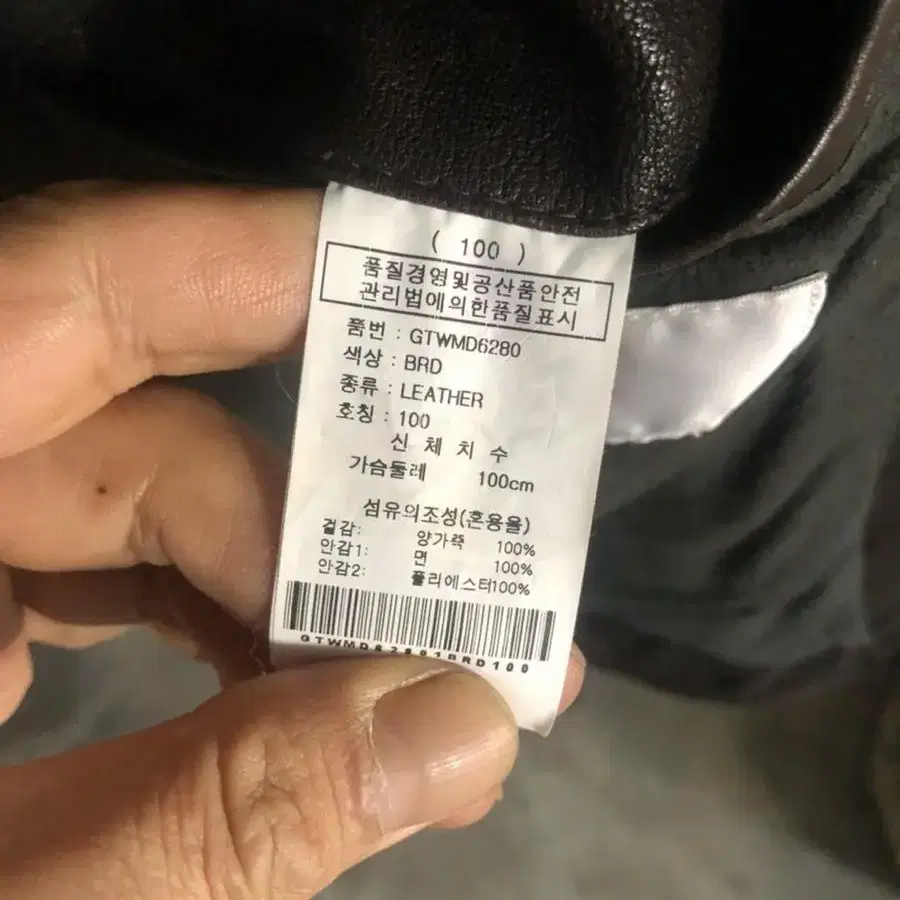 ( 100 )
품질경영및공산품안전
관리법에의한품질표시
품번 : GTWMD6280
색상 : BRD
종류 : LEATHER
호칭 : 100
신 체 치 수
가슴둘레 100cm
섬유의조성(혼용율)
겉감: 양가죽 100%
안감1: 면 100%
안감2: 폴리에스터100%
GTWMD62801BRD100